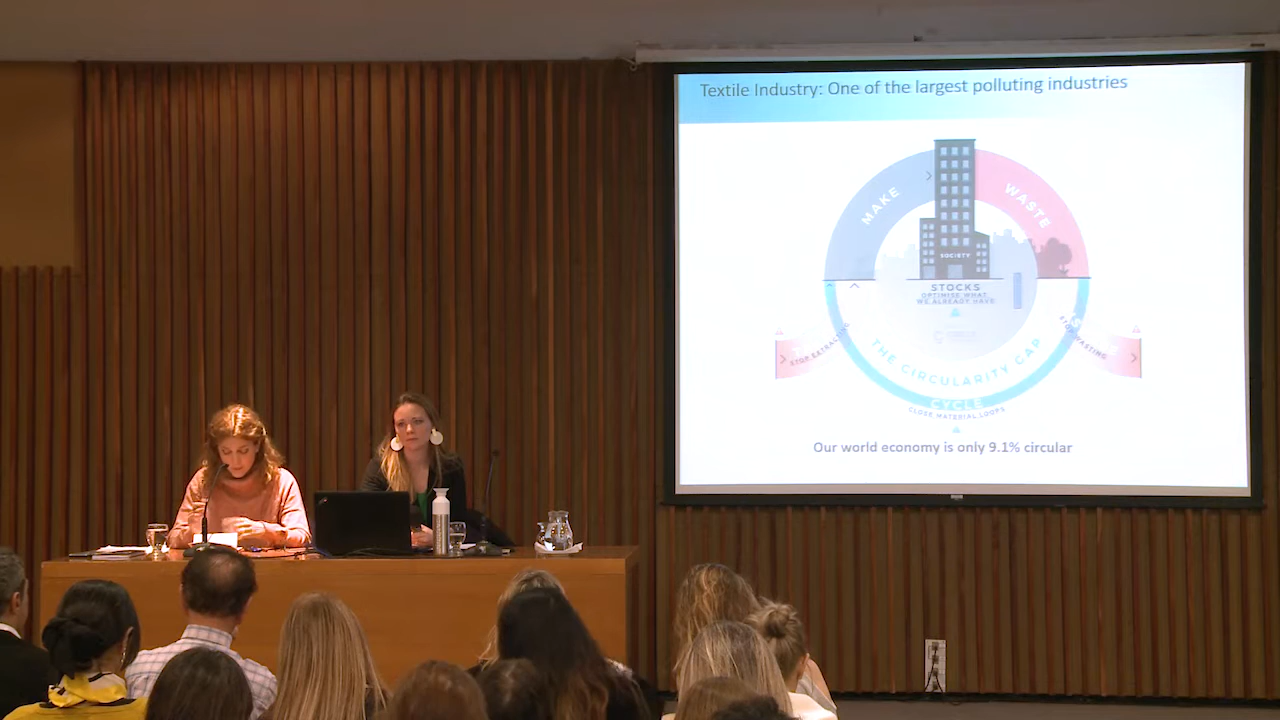 Textile Industry: One of the largest polluting industries
MAKE
WASTE
SOCIETY
STOCKS
OPTIMISE WHAT
WE ALREADY HAVE
STOP EXTRACTING
STOP WASTING
THE CIRCULARITY GAP
CYCLE
CLOSE MATERIAL LOOPS
Our world economy is only 9.1% circular